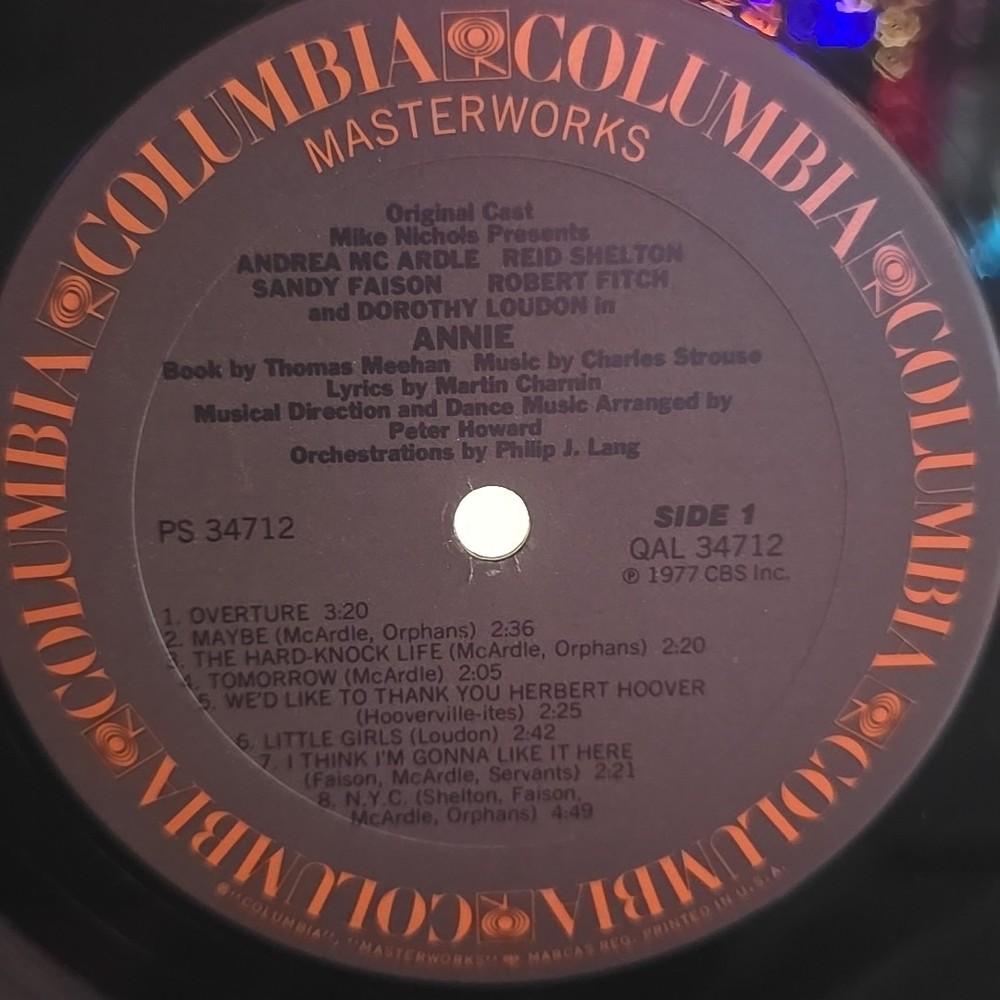 COLUMBIA COLUMBIA COLUMBIA COLUMBIA COLUMBIA COLUMBIA
MASTERWORKS
Original Cast
Mike Nichols Presents
ANDREA MC ARDLE REID SHELTON
SANDY FAISON ROBERT FITCH
and DOROTHY LOUDON in
ANNIE
Book by Thomas Meehan Music by Charles Strouse
Lyrics by Martin Charnin
Musical Direction and Dance Music Arranged by
Peter Howard
Orchestrations by Philip J. Lang
PS 34712
SIDE 1
QAL 34712
℗ 1977 CBS Inc.
1. OVERTURE 3:20
2. MAYBE (McArdle, Orphans) 2:36
3. THE HARD-KNOCK LIFE (McArdle, Orphans) 2:20
4. TOMORROW (McArdle) 2:05
5. WE'D LIKE TO THANK YOU HERBERT HOOVER
(Hooverville-ites) 2:25
6. LITTLE GIRLS (Loudon) 2:42
7. I THINK I'M GONNA LIKE IT HERE
(Faison, McArdle, Servants) 2:21
8. N.Y.C. (Shelton, Faison,
McArdle, Orphans) 4:49
® "COLUMBIA", "MASTERWORKS" MARCAS REG. PRINTED IN U.S.A.